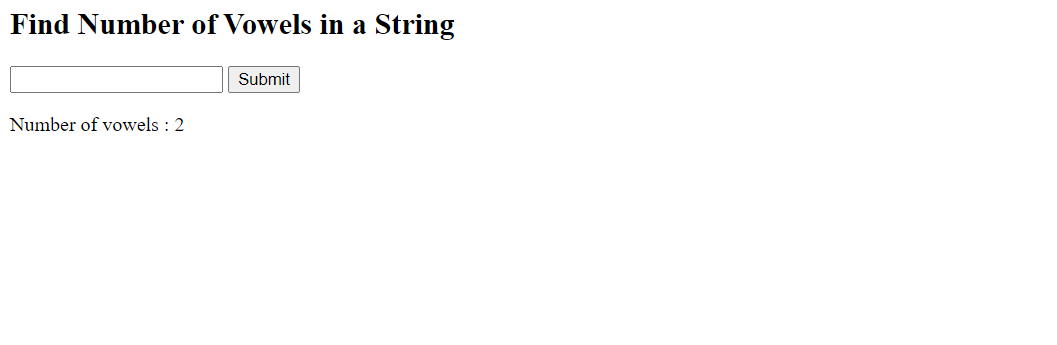 Find Number of Vowels in a String
Submit
Number of vowels : 2